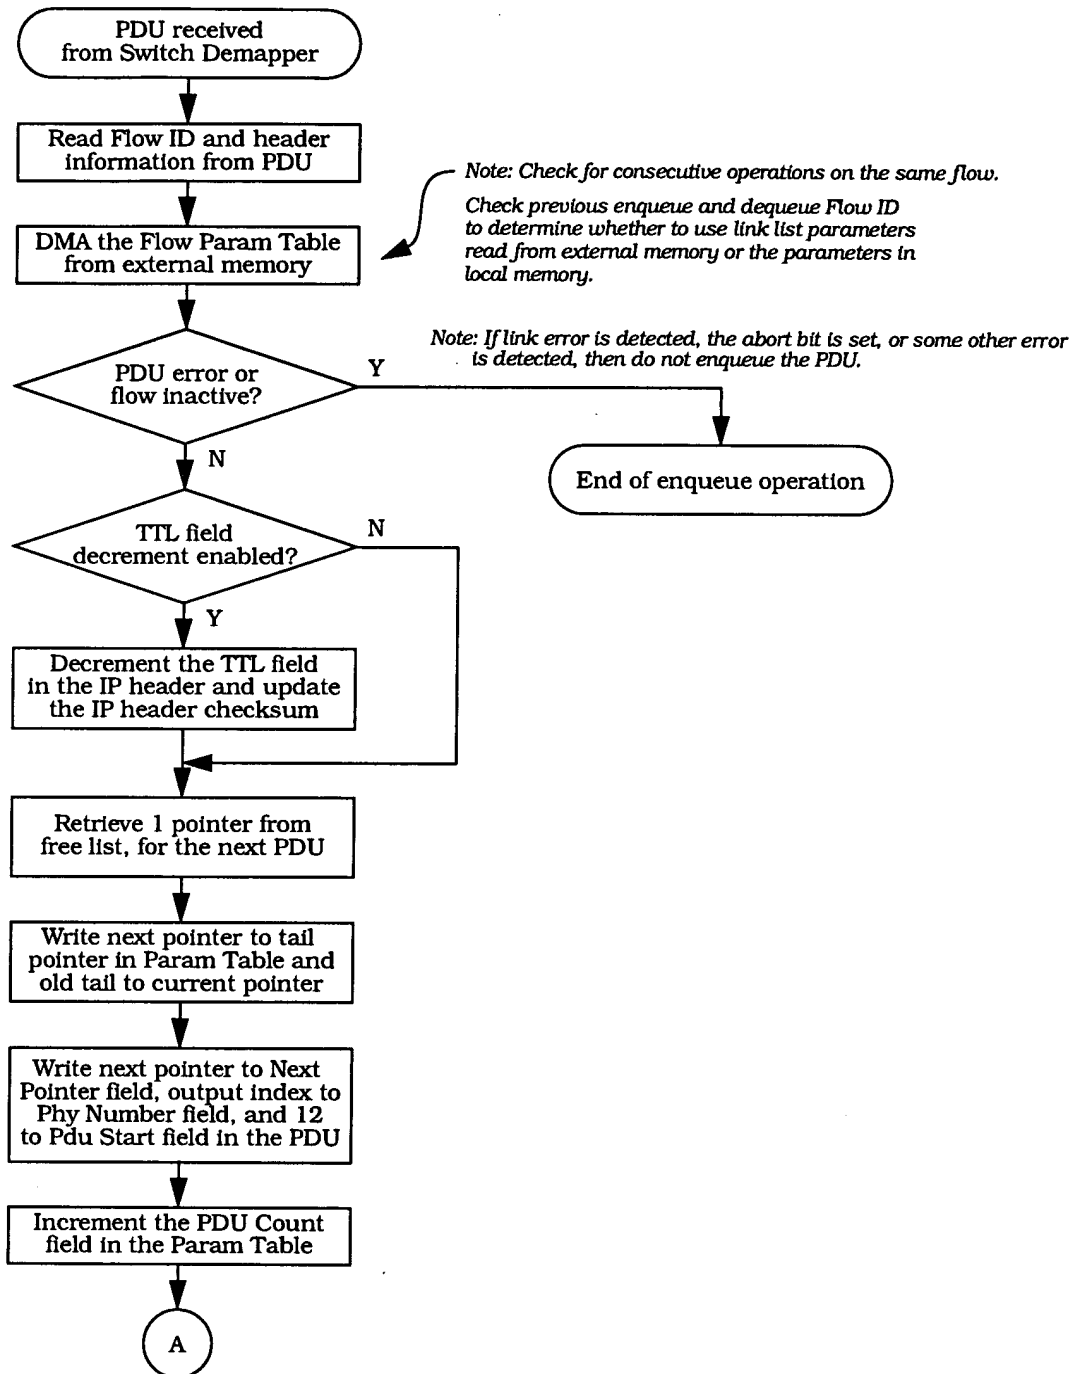 PDU received
from Switch Demapper
Read Flow ID and header
information from PDU
Note: Check for consecutive operations on the same flow.
Check previous enqueue and dequeue Flow ID
to determine whether to use link list parameters
read from external memory or the parameters in
local memory.
DMA the Flow Param Table
from external memory
Note: If link error is detected, the abort bit is set, or some other error
is detected, then do not enqueue the PDU.
PDU error or
flow inactive?
Y
N
End of enqueue operation
TTL field
decrement enabled?
N
Y
Decrement the TTL field
in the IP header and update
the IP header checksum
Retrieve 1 pointer from
free list, for the next PDU
Write next pointer to tail
pointer in Param Table and
old tail to current pointer
Write next pointer to Next
Pointer field, output index to
Phy Number field, and 12
to Pdu Start field in the PDU
Increment the PDU Count
field in the Param Table
A